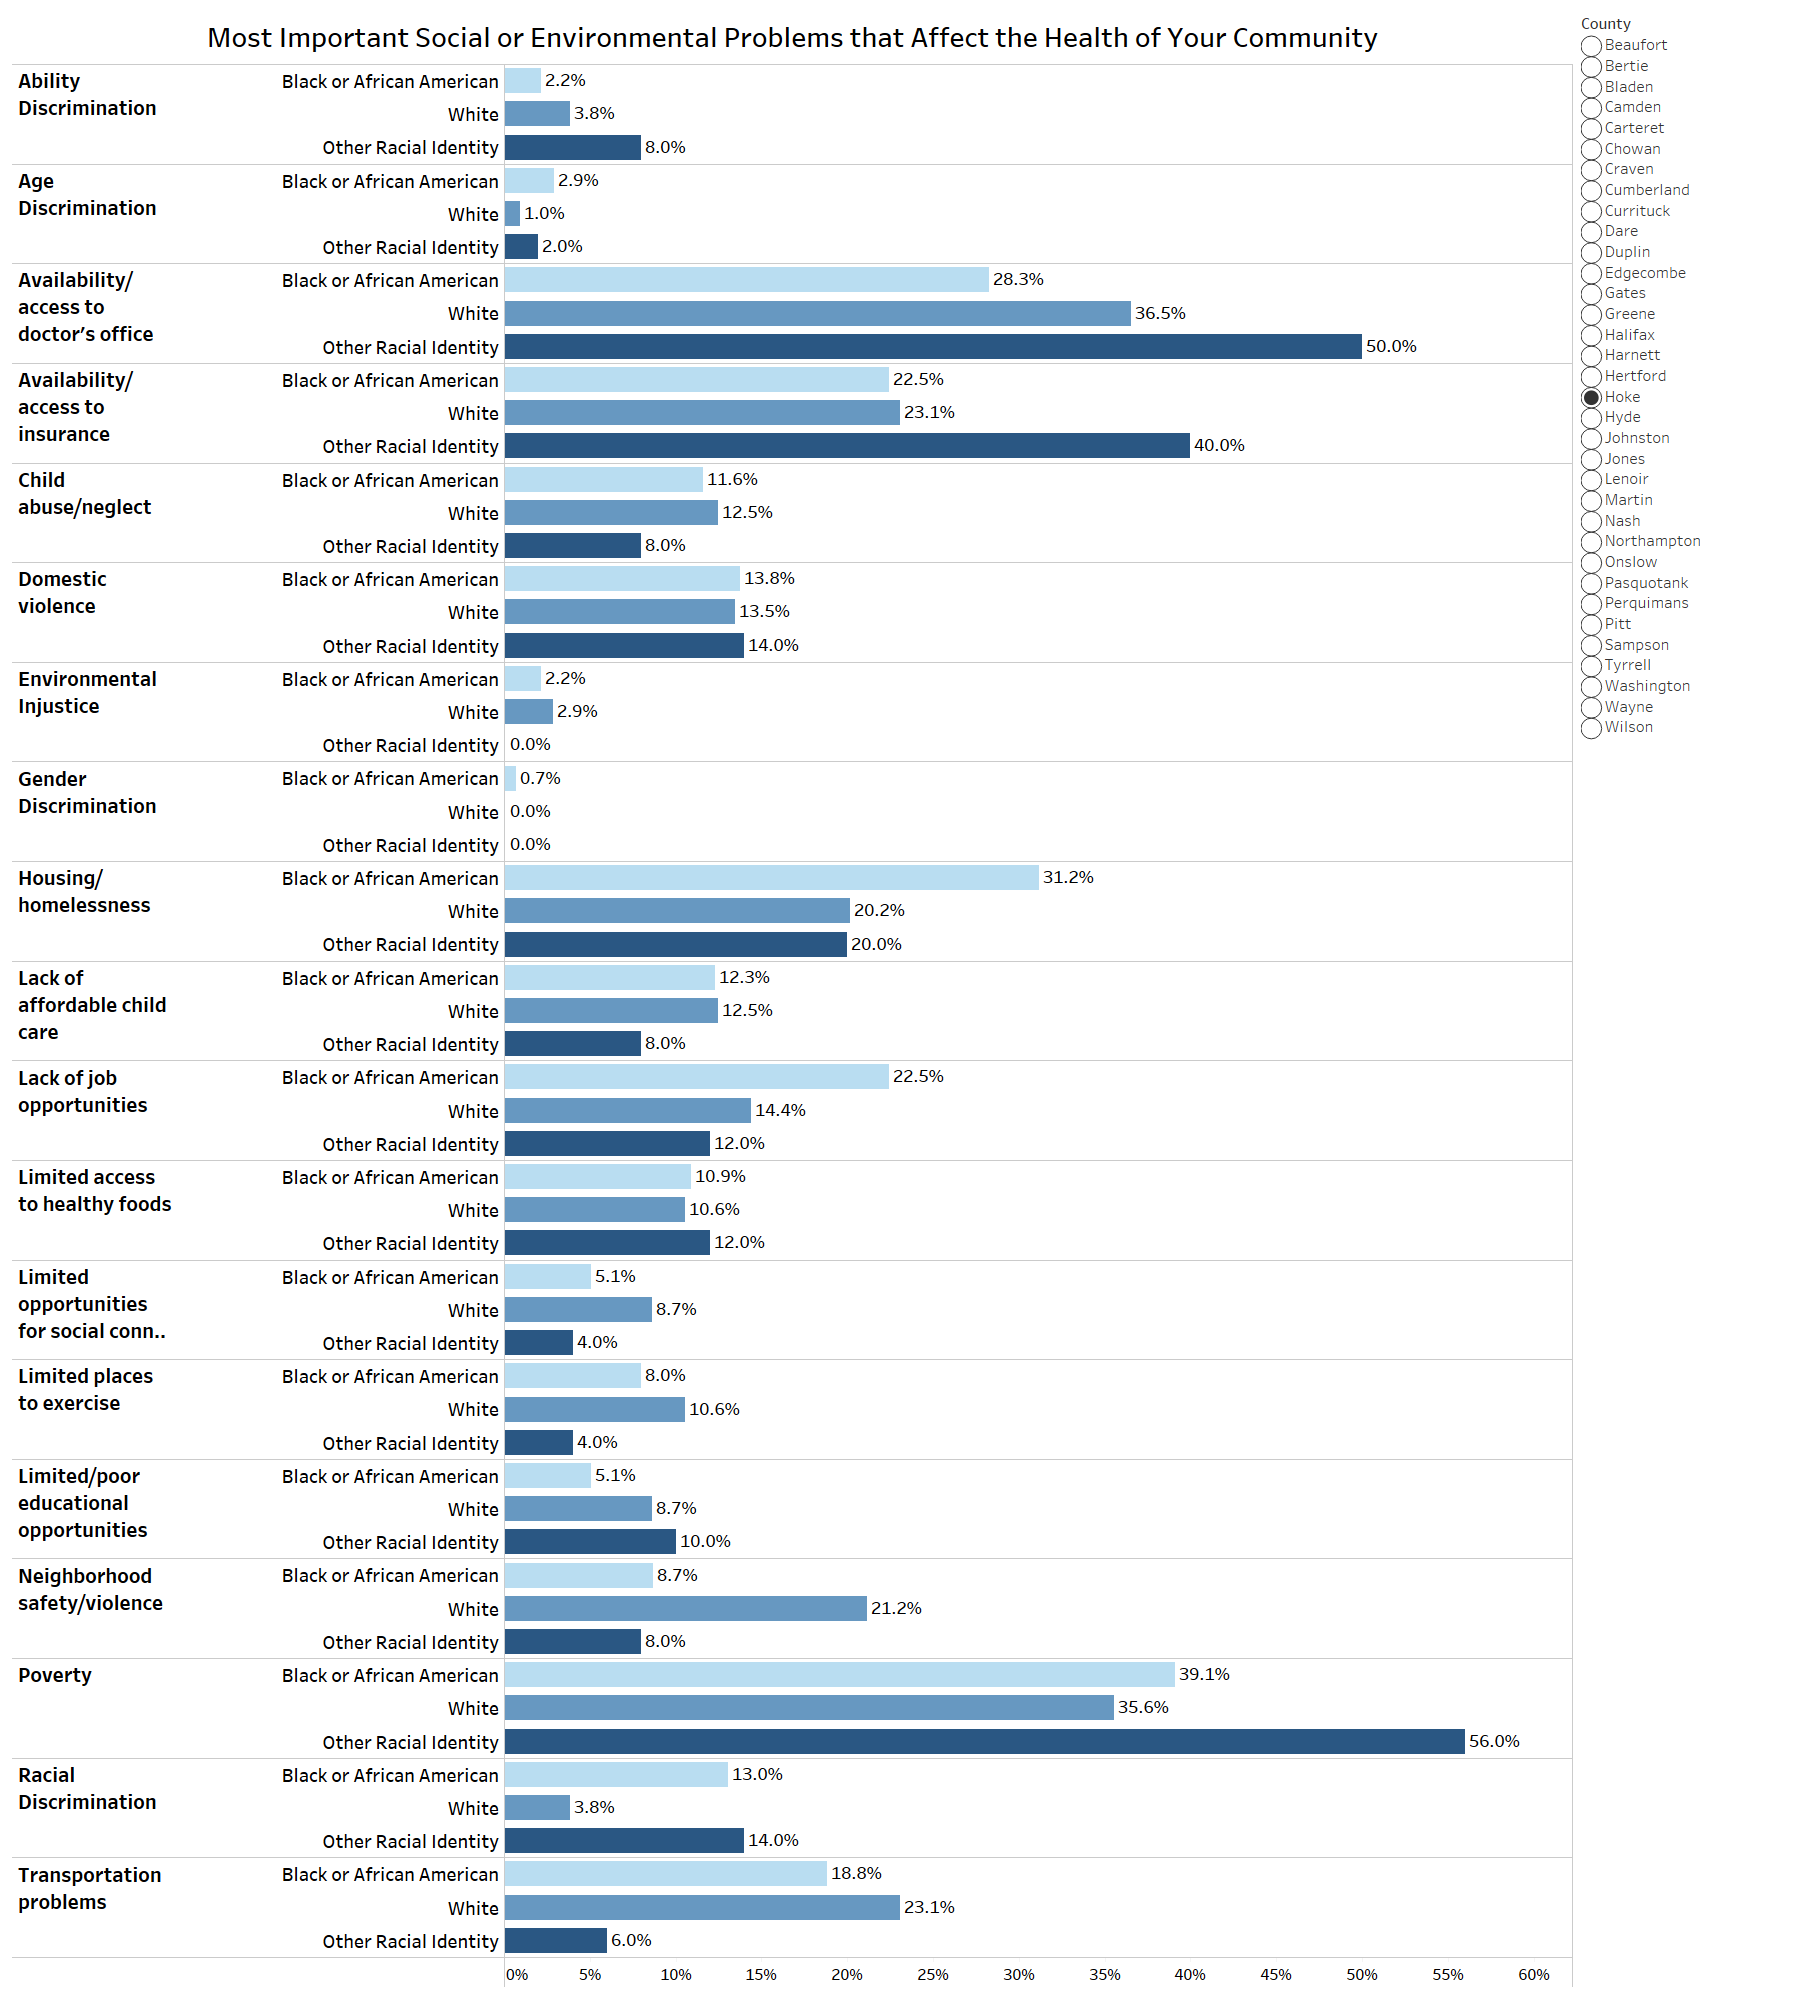 Most Important Social or Environmental Problems that Affect the Health of Your Community
Ability
Discrimination
Black or African American 2.2%
White 3.8%
Other Racial Identity 8.0%
Age
Discrimination
Black or African American 2.9%
White 1.0%
Other Racial Identity 2.0%
Availability/
access to
doctor's office
Black or African American 28.3%
White 36.5%
Other Racial Identity 50.0%
Availability/
access to
insurance
Black or African American 22.5%
White 23.1%
Other Racial Identity 40.0%
Child
abuse/neglect
Black or African American 11.6%
White 12.5%
Other Racial Identity 8.0%
Domestic
violence
Black or African American 13.8%
White 13.5%
Other Racial Identity 14.0%
Environmental
Injustice
Black or African American 2.2%
White 2.9%
Other Racial Identity 0.0%
Gender
Discrimination
Black or African American 0.7%
White 0.0%
Other Racial Identity 0.0%
Housing/
homelessness
Black or African American 31.2%
White 20.2%
Other Racial Identity 20.0%
Lack of
affordable child
care
Black or African American 12.3%
White 12.5%
Other Racial Identity 8.0%
Lack of job
opportunities
Black or African American 22.5%
White 14.4%
Other Racial Identity 12.0%
Limited access
to healthy foods
Black or African American 10.9%
White 10.6%
Other Racial Identity 12.0%
Limited
opportunities
for social conn..
Black or African American 5.1%
White 8.7%
Other Racial Identity 4.0%
Limited places
to exercise
Black or African American 8.0%
White 10.6%
Other Racial Identity 4.0%
Limited/poor
educational
opportunities
Black or African American 5.1%
White 8.7%
Other Racial Identity 10.0%
Neighborhood
safety/violence
Black or African American 8.7%
White 21.2%
Other Racial Identity 8.0%
Poverty
Black or African American 39.1%
White 35.6%
Other Racial Identity 56.0%
Racial
Discrimination
Black or African American 13.0%
White 3.8%
Other Racial Identity 14.0%
Transportation
problems
Black or African American 18.8%
White 23.1%
Other Racial Identity 6.0%
0% 5% 10% 15% 20% 25% 30% 35% 40% 45% 50% 55% 60%
County
Beaufort
Bertie
Bladen
Camden
Carteret
Chowan
Craven
Cumberland
Currituck
Dare
Duplin
Edgecombe
Gates
Greene
Halifax
Harnett
Hertford
Hoke
Hyde
Johnston
Jones
Lenoir
Martin
Nash
Northampton
Onslow
Pasquotank
Perquimans
Pitt
Sampson
Tyrrell
Washington
Wayne
Wilson